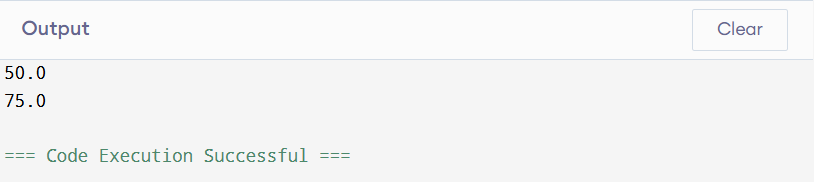 Output
Clear
50.0
75.0
=== Code Execution Successful ===